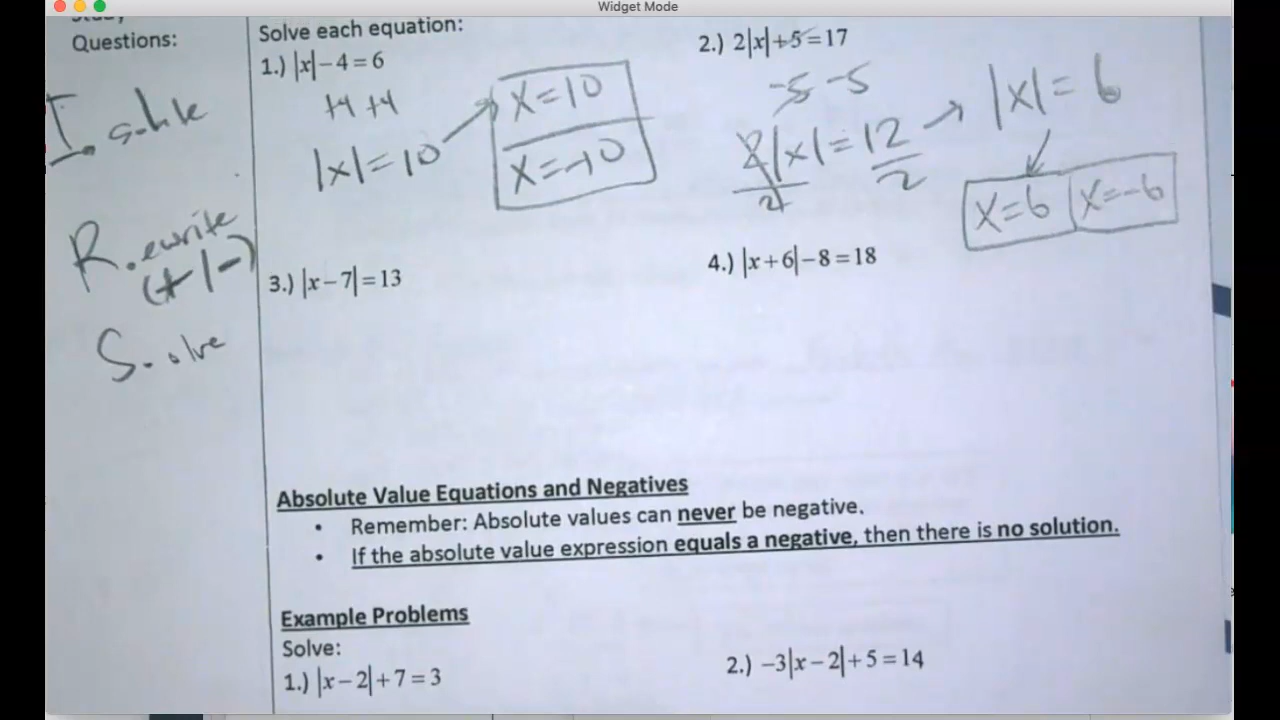 Widget Mode
Study
Questions:
I. solate
R. ewrite
(+/-)
S. olve
Solve each equation:
1.) |x| - 4 = 6
+4 +4
|x| = 10
x = 10
x = -10
2.) 2|x| + 5 = 17
-5 -5
2|x| = 12
2 2
|x| = 6
x = 6 x = -6
3.) |x - 7| = 13
4.) |x + 6| - 8 = 18
Absolute Value Equations and Negatives
• Remember: Absolute values can never be negative.
• If the absolute value expression equals a negative, then there is no solution.
Example Problems
Solve:
1.) |x - 2| + 7 = 3
2.) -3|x - 2| + 5 = 14